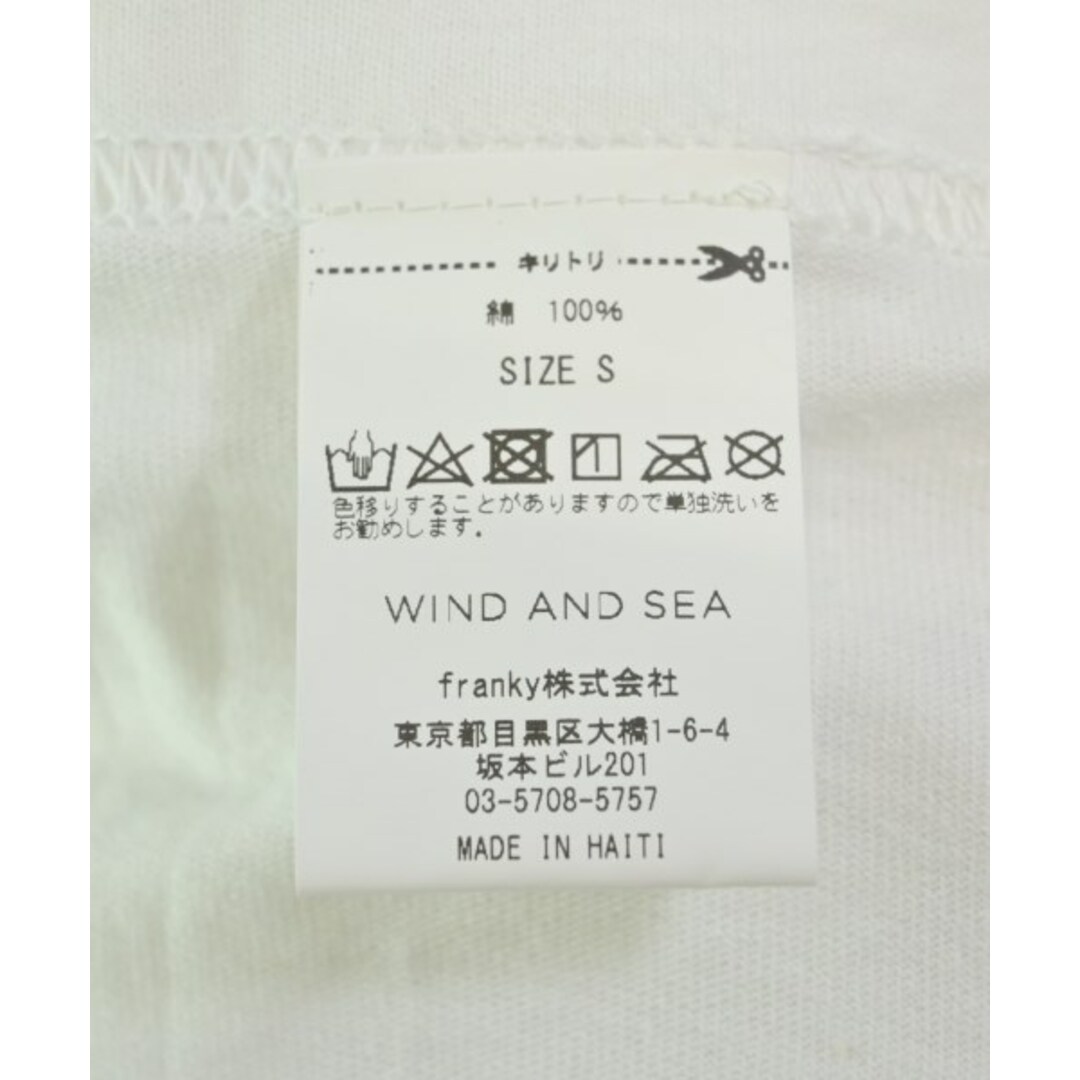 キリトリ
綿 100%
SIZE S
色移りすることがありますので単独洗いを
お勧めします。
WIND AND SEA
franky株式会社
東京都目黒区大橋1-6-4
坂本ビル201
03-5708-5757
MADE IN HAITI